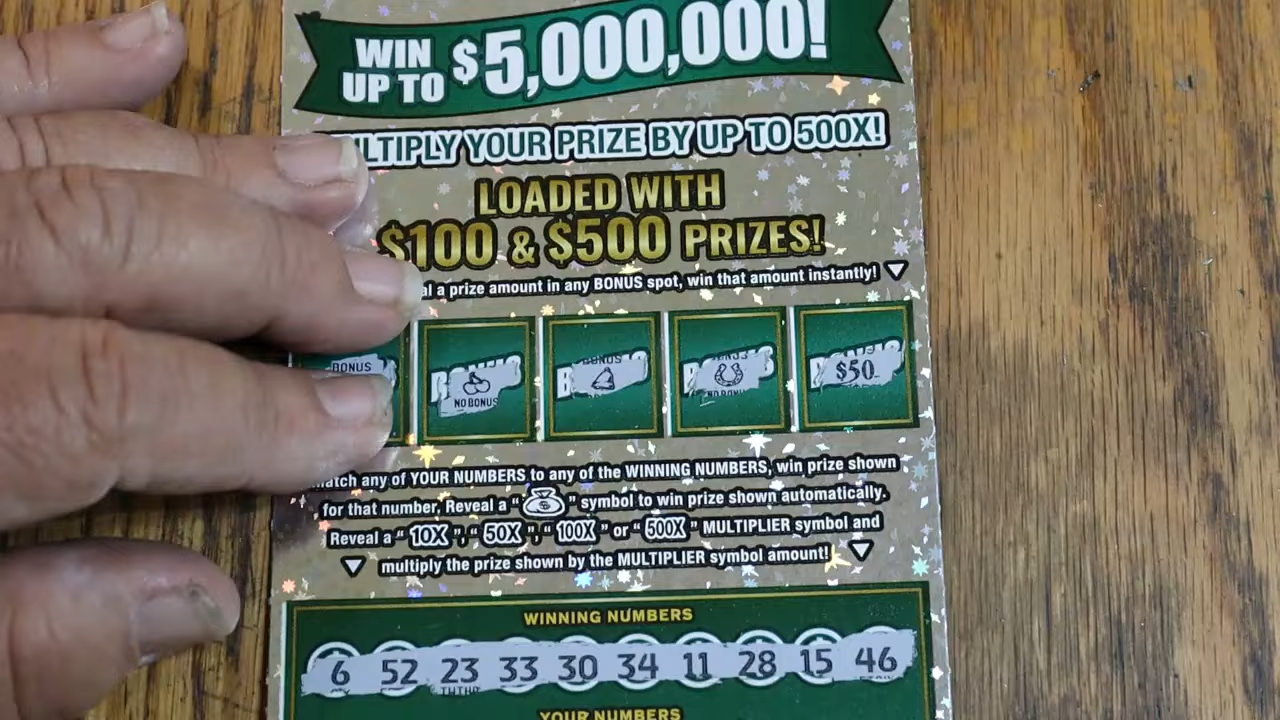 WIN UP TO $5,000,000!
LTIPLY YOUR PRIZE BY UP TO 500X!
LOADED WITH
$100 & $500 PRIZES!
al a prize amount in any BONUS spot, win that amount instantly!
BONUS NO BONUS BONUS $50
atch any of YOUR NUMBERS to any of the WINNING NUMBERS, win prize shown
for that number. Reveal a " " symbol to win prize shown automatically.
Reveal a "10X", "50X", "100X" or "500X" MULTIPLIER symbol and
multiply the prize shown by the MULTIPLIER symbol amount!
WINNING NUMBERS
6 52 23 33 30 34 11 28 15 46
YOUR NUMBERS